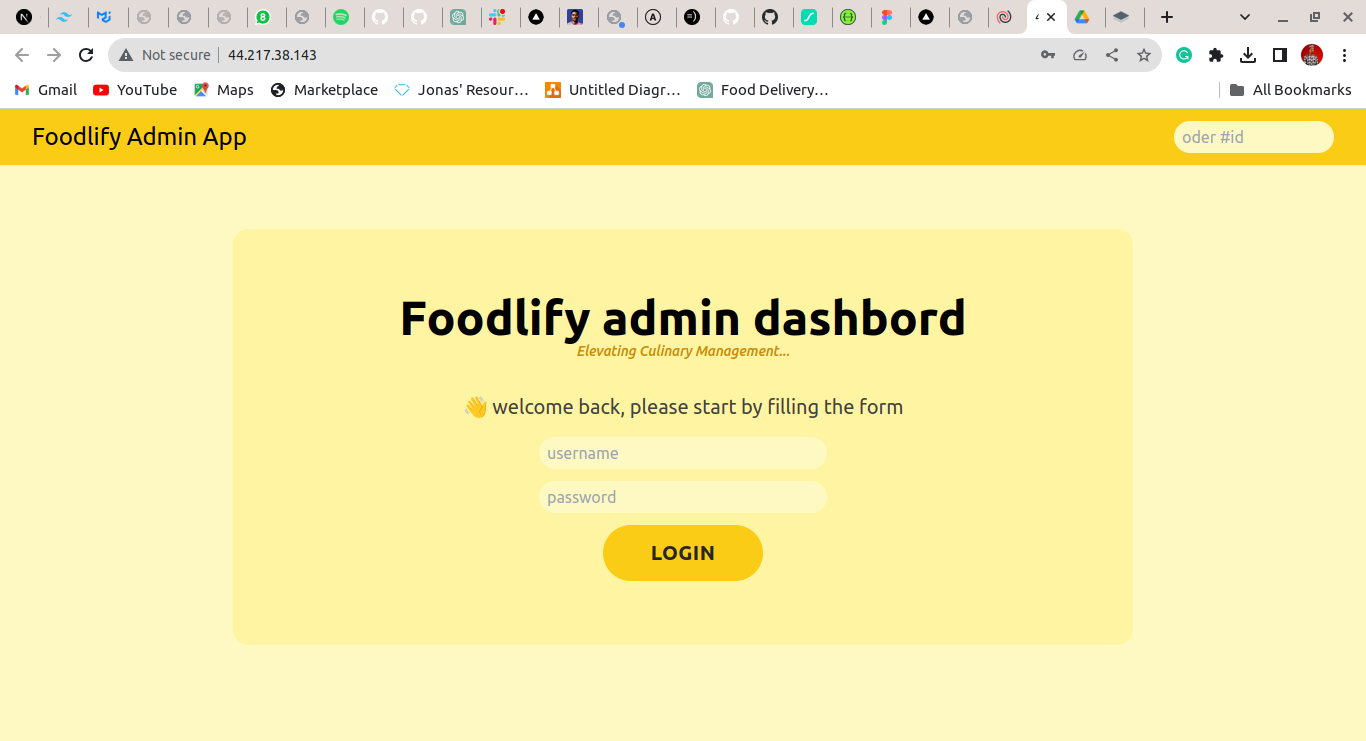 Not secure 44.217.38.143
Gmail YouTube Maps Marketplace Jonas' Resour... Untitled Diagr... Food Delivery... All Bookmarks
Foodlify Admin App oder #id
Foodlify admin dashbord
Elevating Culinary Management...
👋 welcome back, please start by filling the form
username
password
LOGIN